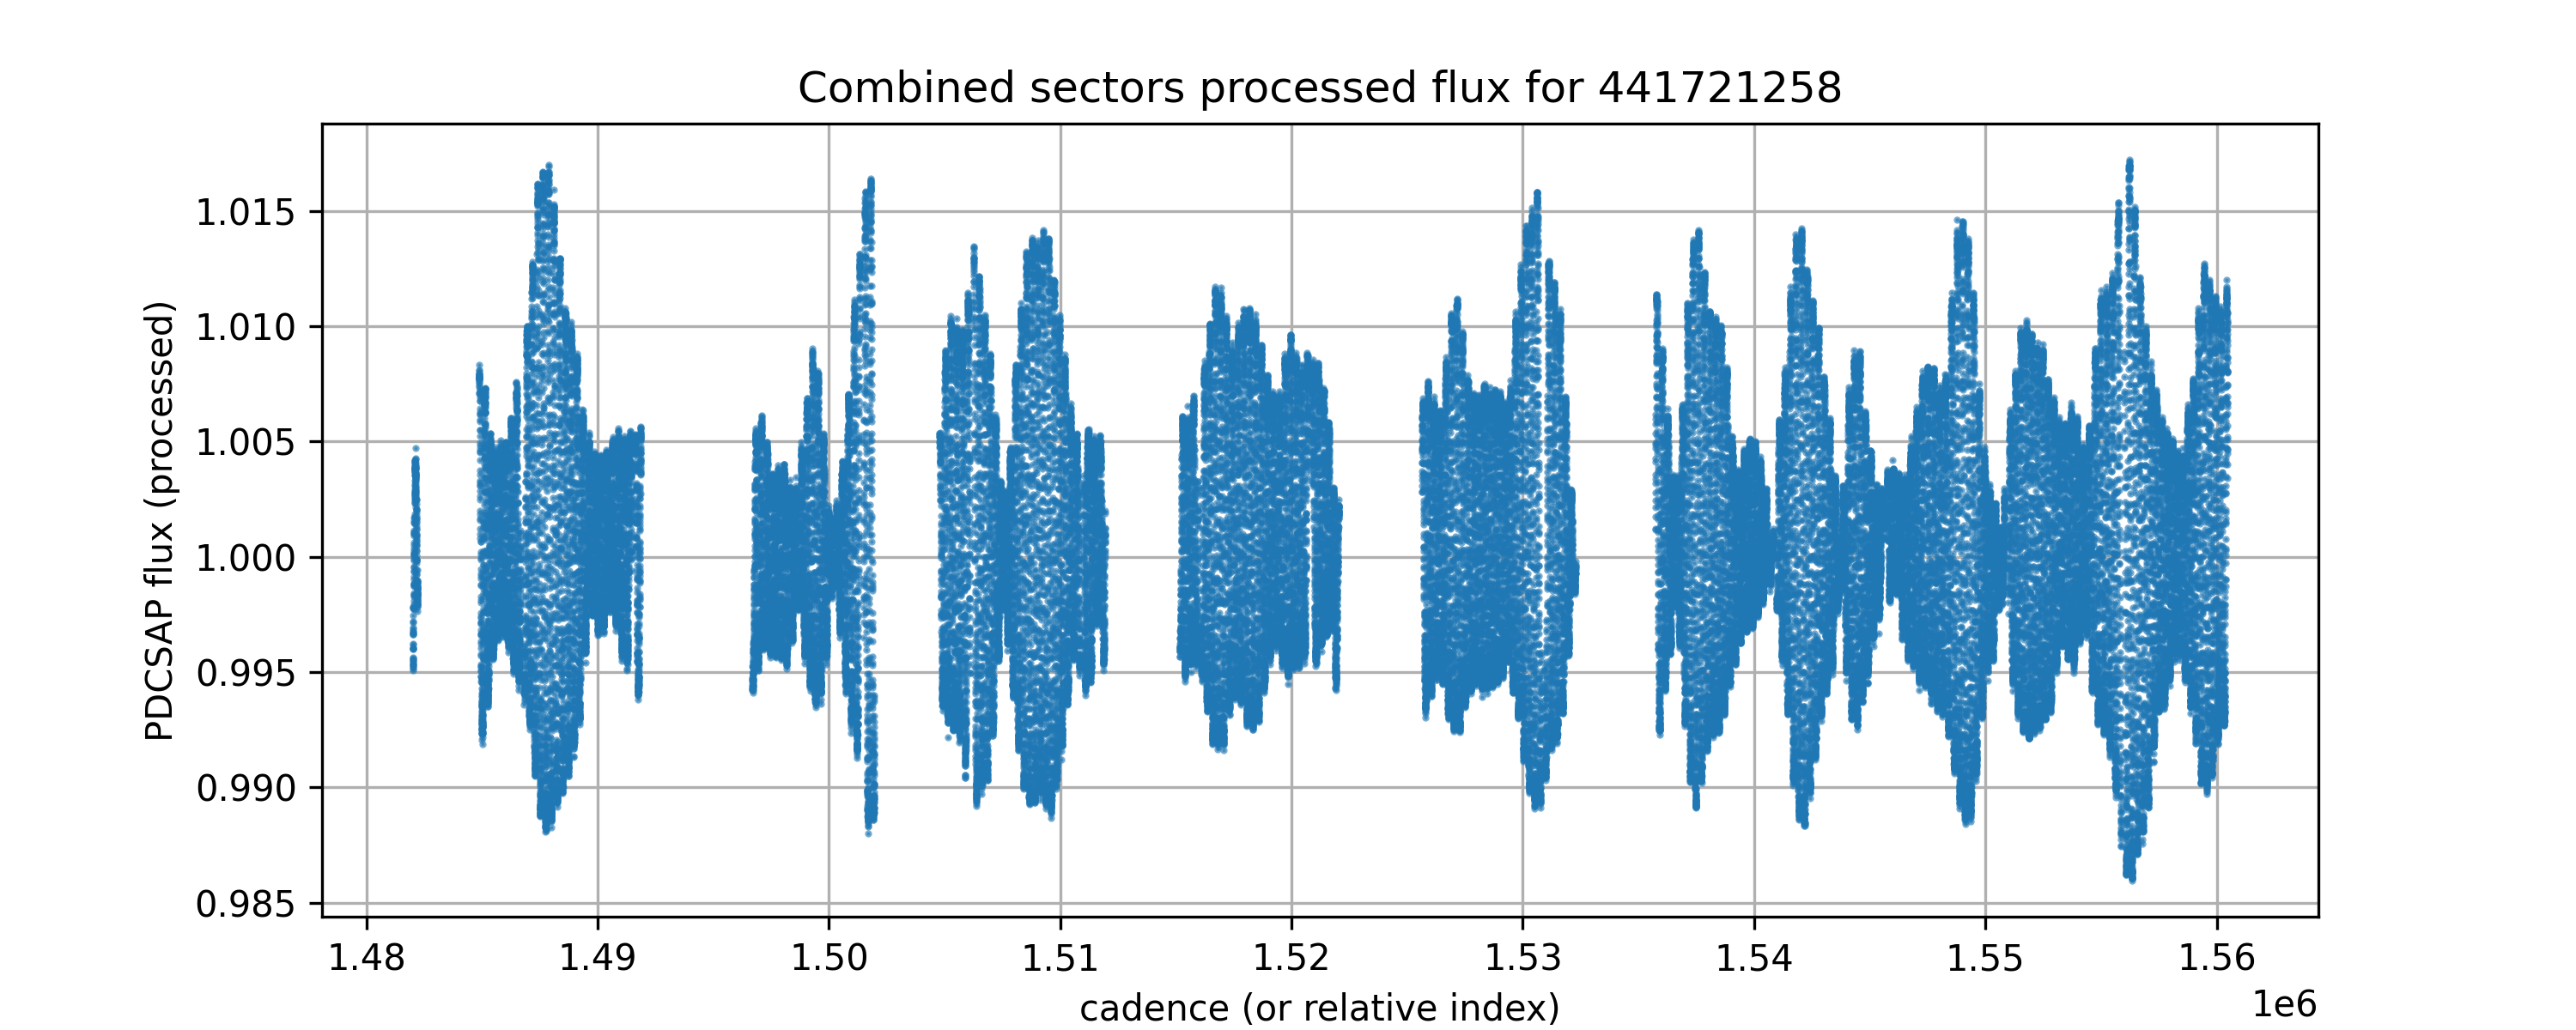 Combined sectors processed flux for 441721258
PDCSAP flux (processed)
1.015
1.010
1.005
1.000
0.995
0.990
0.985
1.48 1.49 1.50 1.51 1.52 1.53 1.54 1.55 1.56
1e6
cadence (or relative index)